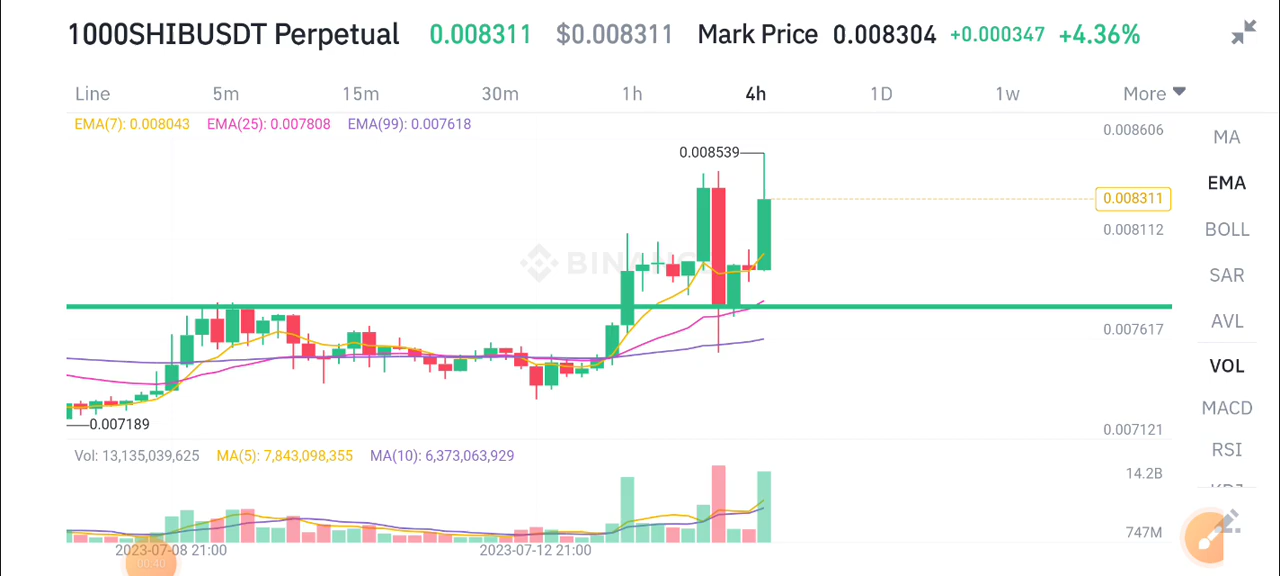 1000SHIBUSDT Perpetual 0.008311 $0.008311 Mark Price 0.008304 +0.000347 +4.36%
Line 5m 15m 30m 1h 4h 1D 1w More
EMA(7): 0.008043 EMA(25): 0.007808 EMA(99): 0.007618
0.008606
MA
0.008539
EMA
0.008311
0.008112
BOLL
BINANCE
SAR
AVL
0.007617
VOL
MACD
0.007189
0.007121
RSI
Vol: 13,135,039,625 MA(5): 7,843,098,355 MA(10): 6,373,063,929
14.2B
KDJ
747M
2023-07-08 21:00 2023-07-12 21:00
00:40